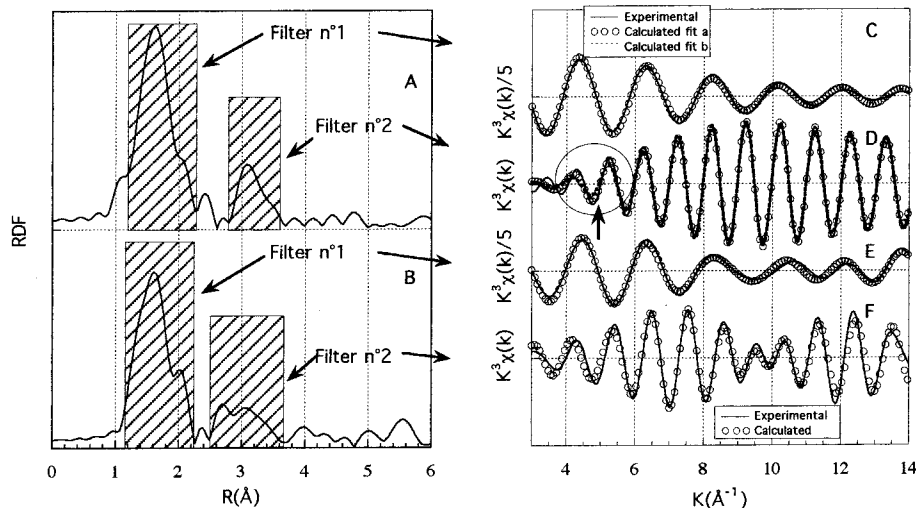 Filter n°1
A
Filter n°2
Filter n°1
B
Filter n°2
RDF
0 1 2 3 4 5 6
R(Å)
Experimental
Calculated fit a
Calculated fit b
C
D
E
F
K³χ(k)/5
K³χ(k)
K³χ(k)/5
K³χ(k)
Experimental
Calculated
4 6 8 10 12 14
K(Å⁻¹)